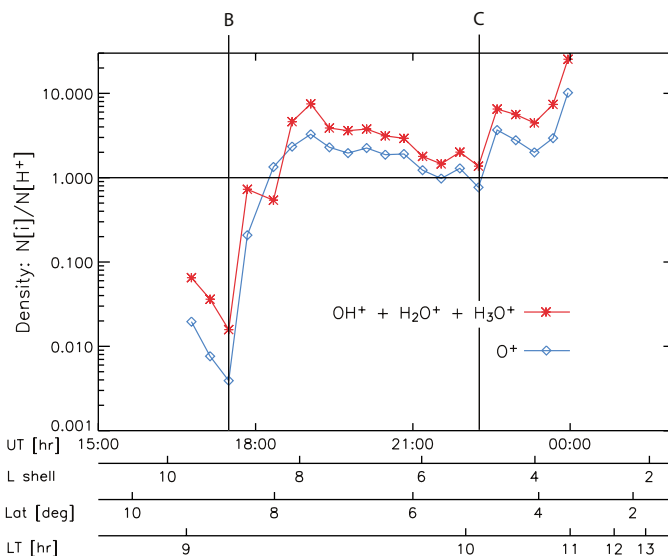 B C
10.000
1.000
0.100
0.010
0.001
Density: N[i]/N[H⁺]
OH⁺ + H₂O⁺ + H₃O⁺
O⁺
15:00 18:00 21:00 00:00
UT [hr]
L shell 10 8 6 4 2
Lat [deg] 10 8 6 4 2
LT [hr] 9 10 11 12 13